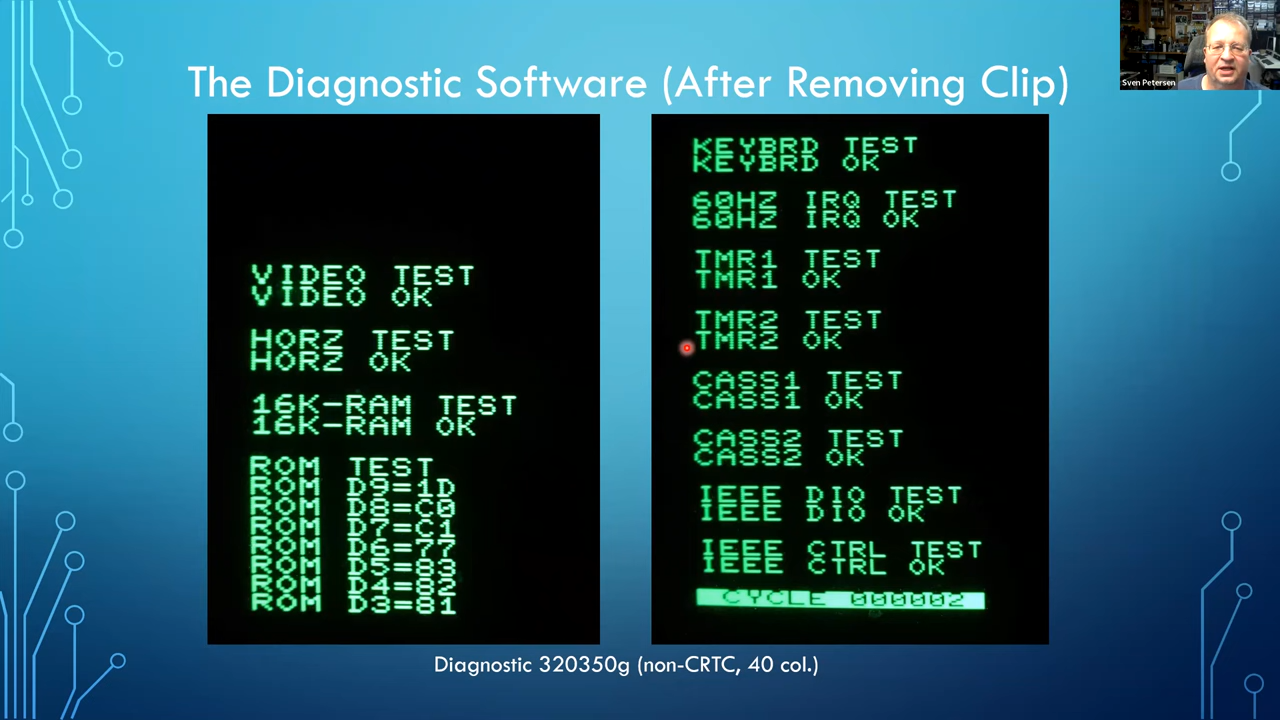 The Diagnostic Software (After Removing Clip)
Sven Petersen
VIDEO TEST
VIDEO OK
HORZ TEST
HORZ OK
16K-RAM TEST
16K-RAM OK
ROM TEST
ROM D9=1D
ROM D8=C0
ROM D7=C1
ROM D6=77
ROM D5=83
ROM D4=82
ROM D3=81
KEYBRD TEST
KEYBRD OK
60HZ IRQ TEST
60HZ IRQ OK
TMR1 TEST
TMR1 OK
TMR2 TEST
TMR2 OK
CASS1 TEST
CASS1 OK
CASS2 TEST
CASS2 OK
IEEE DIO TEST
IEEE DIO OK
IEEE CTRL TEST
IEEE CTRL OK
CYCLE 000002
Diagnostic 320350g (non-CRTC, 40 col.)